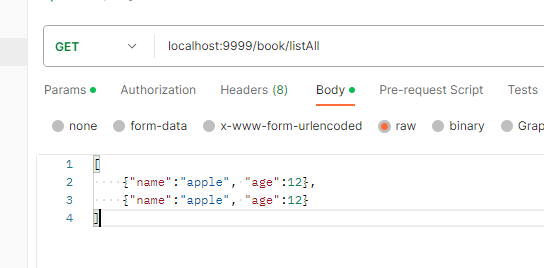 GET localhost:9999/book/listAll
Params Authorization Headers (8) Body Pre-request Script Tests
none form-data x-www-form-urlencoded raw binary Grap
1 [
2 {"name":"apple", "age":12},
3 {"name":"apple", "age":12}
4 ]